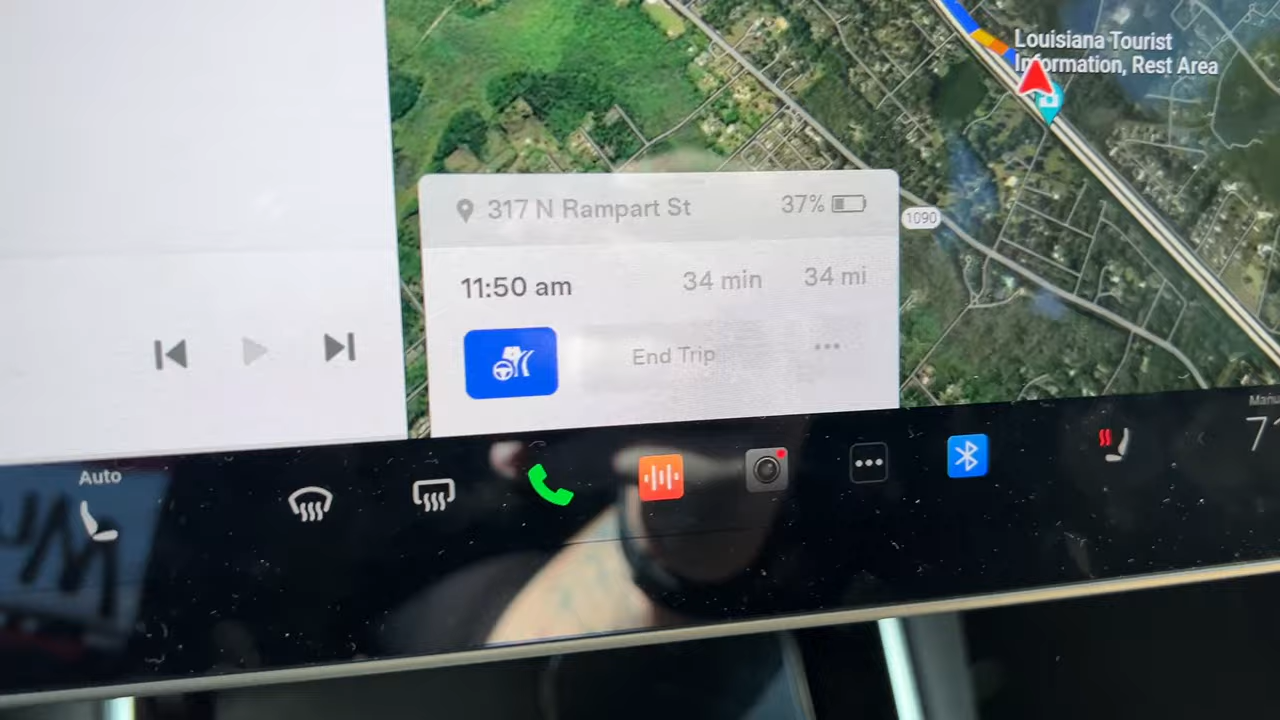 Louisiana Tourist
Information, Rest Area
317 N Rampart St
37%
1090
11:50 am
34 min
34 mi
End Trip
Auto